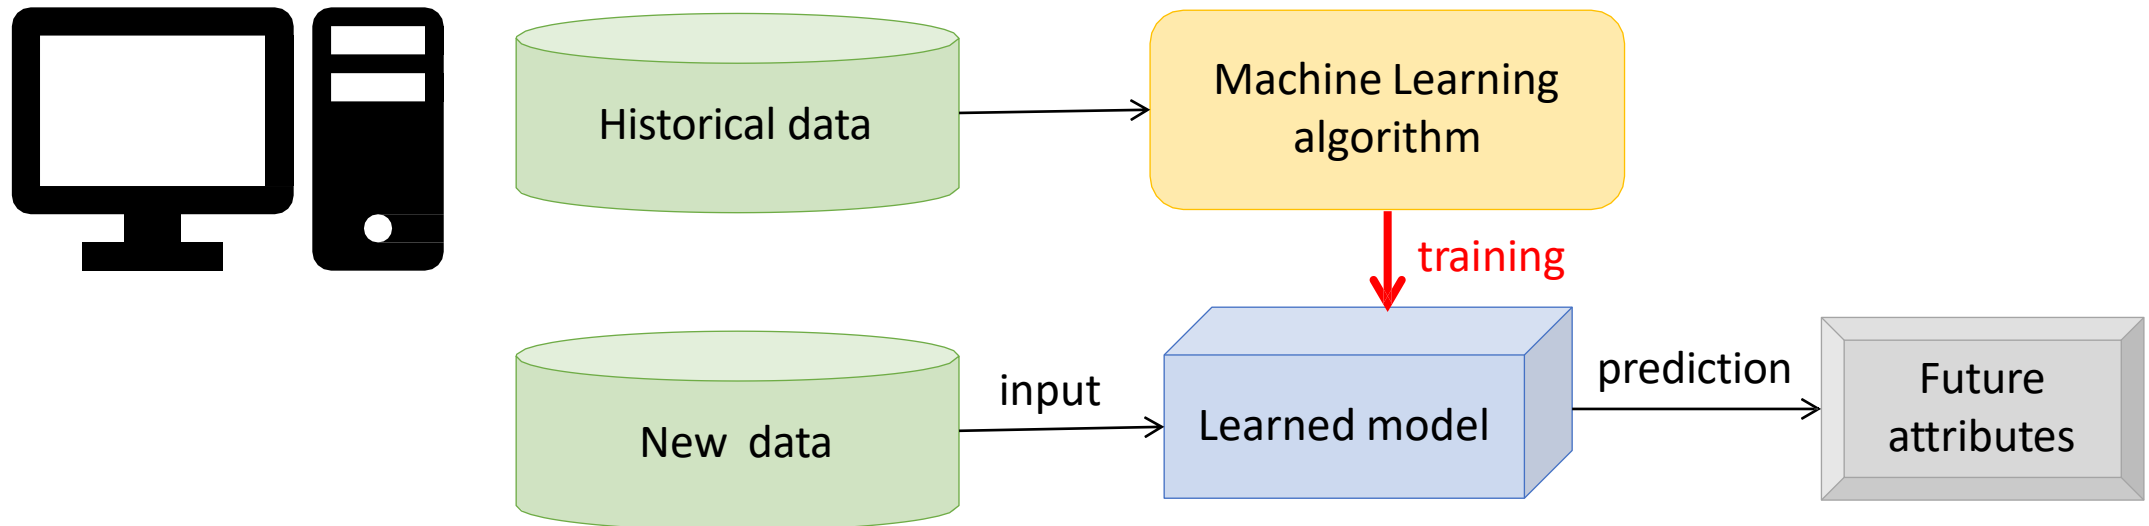 Historical data
Machine Learning
algorithm
training
New  data
input
Learned model
prediction
Future
attributes